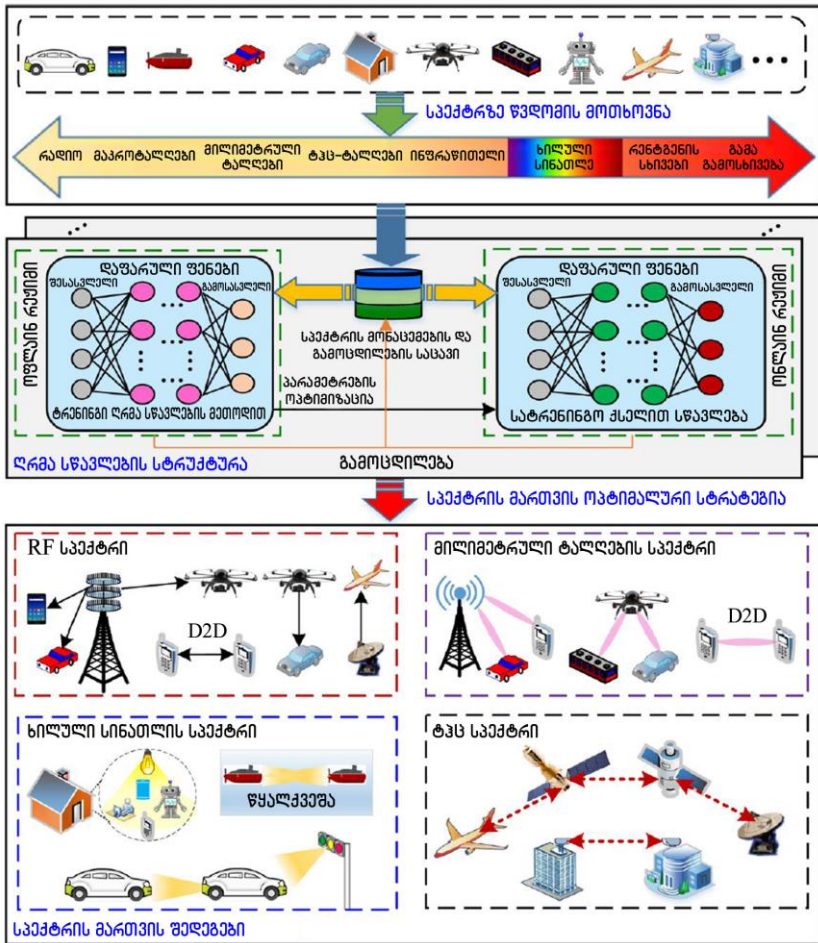 სპექტრზე წვდომის მოთხოვნა
რადიო
მაკროტალღები
მილიმეტრული
ტალღები
ტჰც-ტალღები
ინფრაწითელი
ხილული
სინათლე
რენტგენის
სხივები
გამა
გამოსხივება
ოფლაინ რეჟიმი
დაფარული ფენები
შესასვლელი
გამოსასვლელი
ტრენინგი ღრმა სწავლების მეთოდით
სპექტრის მონაცემების და
გამოცდილების საცავი
პარამეტრების
ოპტიმიზაცია
დაფარული ფენები
შესასვლელი
გამოსასვლელი
სატრენინგო ქსელით სწავლება
ონლაინ რეჟიმი
ღრმა სწავლების სტრუქტურა
გამოცდილება
სპექტრის მართვის ოპტიმალური სტრატეგია
RF სპექტრი
D2D
მილიმეტრული ტალღების სპექტრი
D2D
ხილული სინათლის სპექტრი
წყალქვეშა
ტჰც სპექტრი
სპექტრის მართვის შედეგები